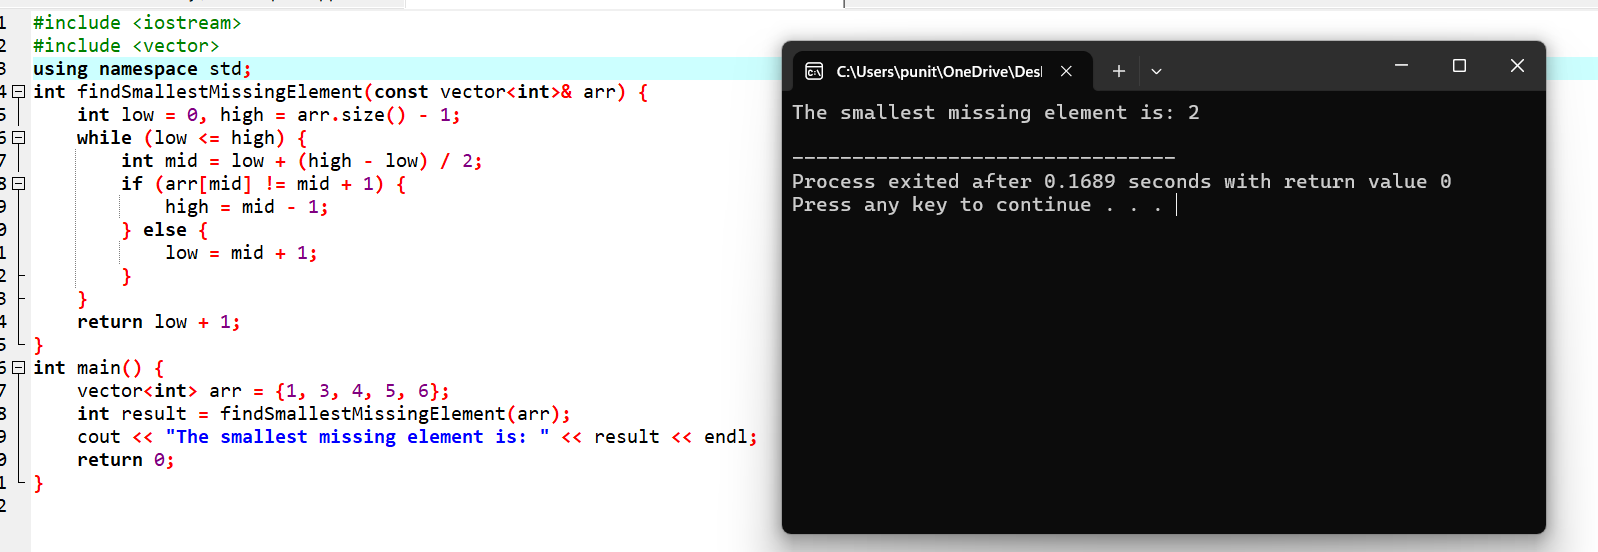 1 #include <iostream>
2 #include <vector>
3 using namespace std;
4 int findSmallestMissingElement(const vector<int>& arr) {
5     int low = 0, high = arr.size() - 1;
6     while (low <= high) {
7         int mid = low + (high - low) / 2;
8         if (arr[mid] != mid + 1) {
9             high = mid - 1;
0         } else {
1             low = mid + 1;
2         }
3     }
4     return low + 1;
5 }
6 int main() {
7     vector<int> arr = {1, 3, 4, 5, 6};
8     int result = findSmallestMissingElement(arr);
9     cout << "The smallest missing element is: " << result << endl;
0     return 0;
1 }
2
C:\Users\punit\OneDrive\Des
The smallest missing element is: 2
--------------------------------
Process exited after 0.1689 seconds with return value 0
Press any key to continue . . .